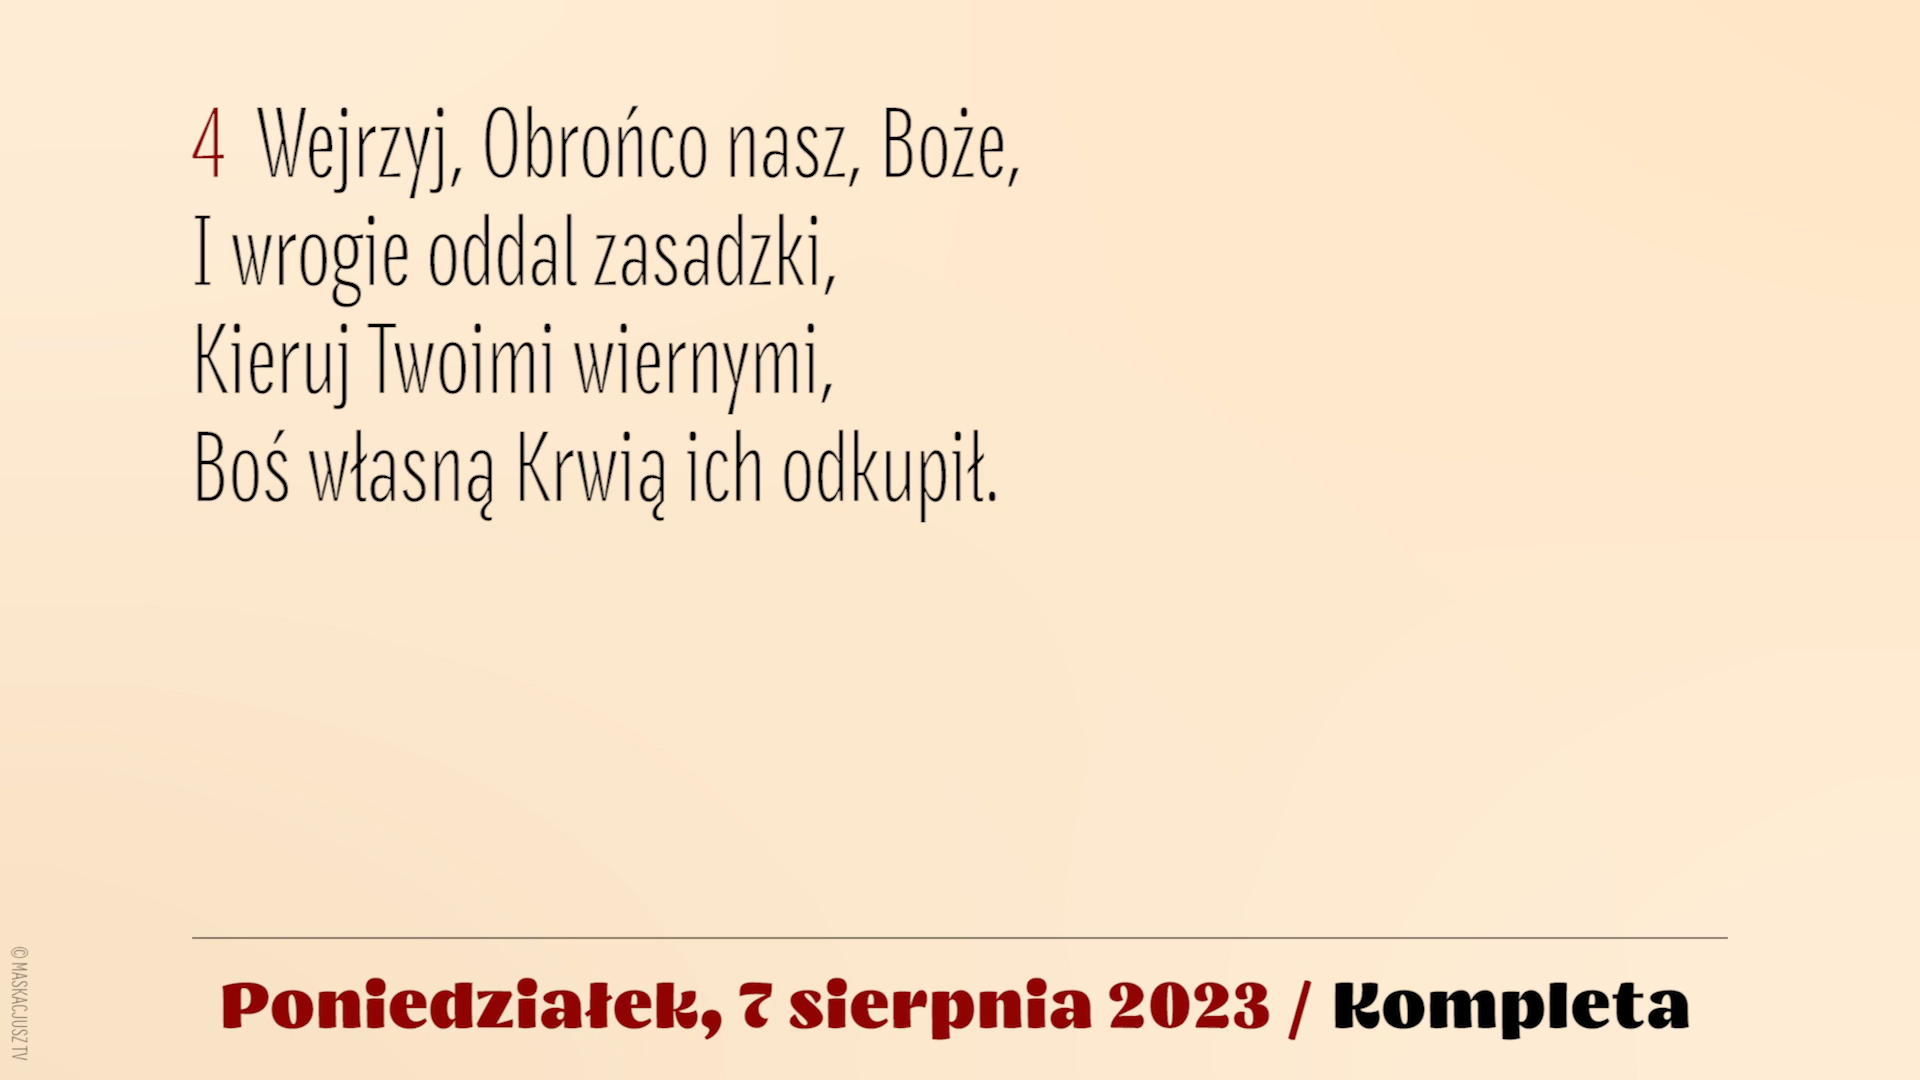 4 Wejrzyj, Obrońco nasz, Boże,
I wrogie oddal zasadzki,
Kieruj Twoimi wiernymi,
Boś własną Krwią ich odkupił.
Poniedziałek, 7 sierpnia 2023 / Kompleta
© MASKACJUSZ TV